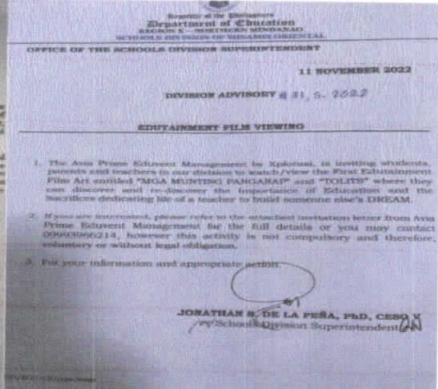 Republic of the Philippines
Department of Education
REGION X – NORTHERN MINDANAO
SCHOOLS DIVISION OF MISAMIS ORIENTAL
OFFICE OF THE SCHOOLS DIVISION SUPERINTENDENT
11 NOVEMBER 2022
DIVISION ADVISORY # 31, S. 2022
EDUTAINMENT FILM VIEWING
1. The Avia Prime Eduvent Management by Xplorasi, is inviting students,
parents and teachers in our division to watch/view the First Edutainment
Film Art entitled "MGA MUNTING PANGARAP" and "TOLITS" where they
can discover and re-discover the Importance of Education and the
Sacrifices dedicating life of a teacher to build someone else's DREAM.
2. If you are interested, please refer to the attached invitation letter from Avia
Prime Eduvent Management for the full details or you may contact
however this activity is not compulsory and therefore,
voluntary or without legal obligation.
3. For your information and appropriate action.
JONATHAN S. DE LA PEÑA, PhD, CESO V
Schools Division Superintendent